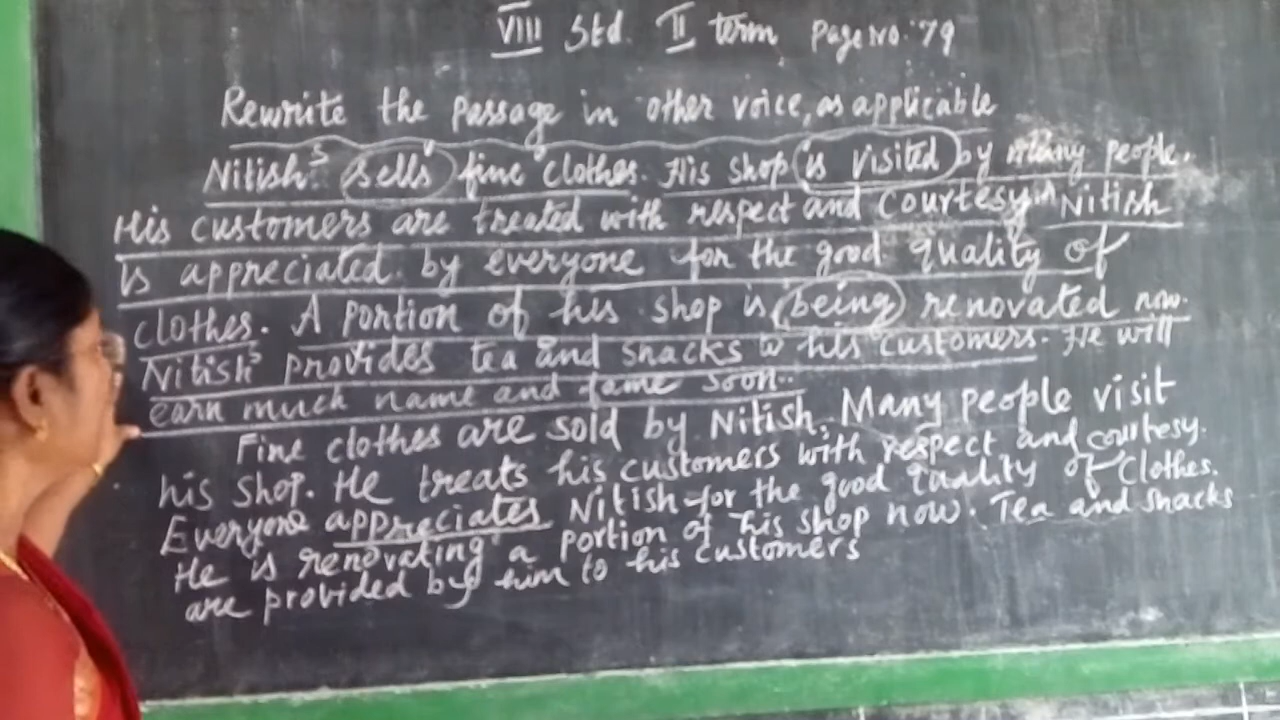 VIII Std. II term Page No: 79
Rewrite the passage in other voice, as applicable
Nitish sells fine clothes. His shop is visited by many people.
His customers are treated with respect and courtesy. Nitish
is appreciated by everyone for the good quality of
clothes. A portion of his shop is being renovated now.
Nitish provides tea and snacks to his customers. He will
earn much name and fame soon..
Fine clothes are sold by Nitish. Many people visit
his shop. He treats his customers with respect and courtesy.
Everyone appreciates Nitish for the good quality of clothes.
He is renovating a portion of his shop now. Tea and snacks
are provided by him to his customers